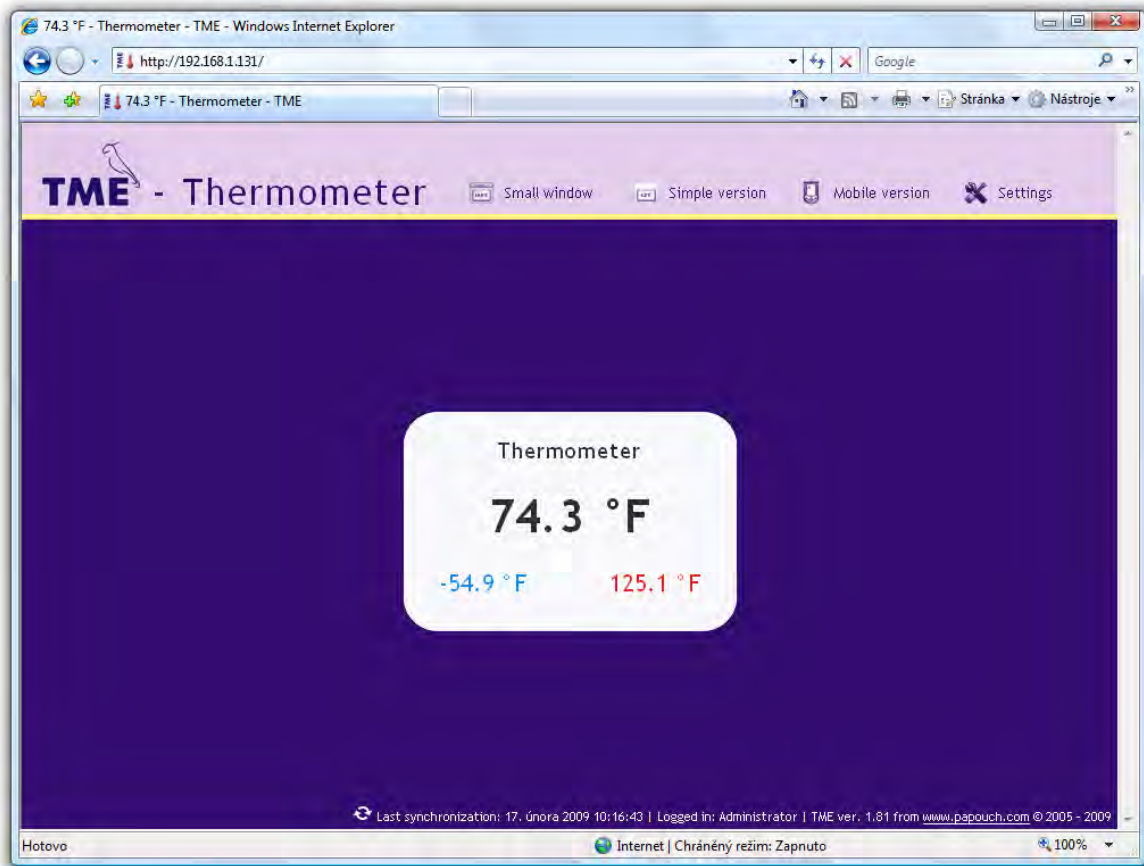 74.3 °F - Thermometer - TME - Windows Internet Explorer
http://192.168.1.131/
Google
74.3 °F - Thermometer - TME
Stránka
Nástroje
TME - Thermometer
Small window
Simple version
Mobile version
Settings
Thermometer
74.3 °F
-54.9 °F
125.1 °F
Last synchronization: 17. února 2009 10:16:43 | Logged in: Administrator | TME ver. 1.81 from www.papouch.com © 2005 - 2009
Hotovo
Internet | Chráněný režim: Zapnuto
100%